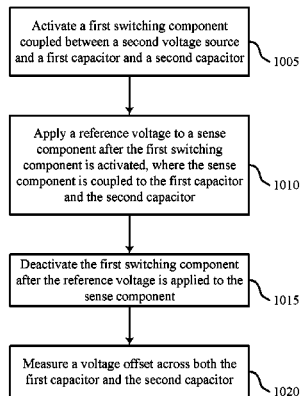 Activate a first switching component
coupled between a second voltage source
and a first capacitor and a second capacitor
1005
Apply a reference voltage to a sense
component after the first switching
component is activated, where the sense
component is coupled to the first capacitor
and the second capacitor
1010
Deactivate the first switching component
after the reference voltage is applied to the
sense component
1015
Measure a voltage offset across both the
first capacitor and the second capacitor
1020